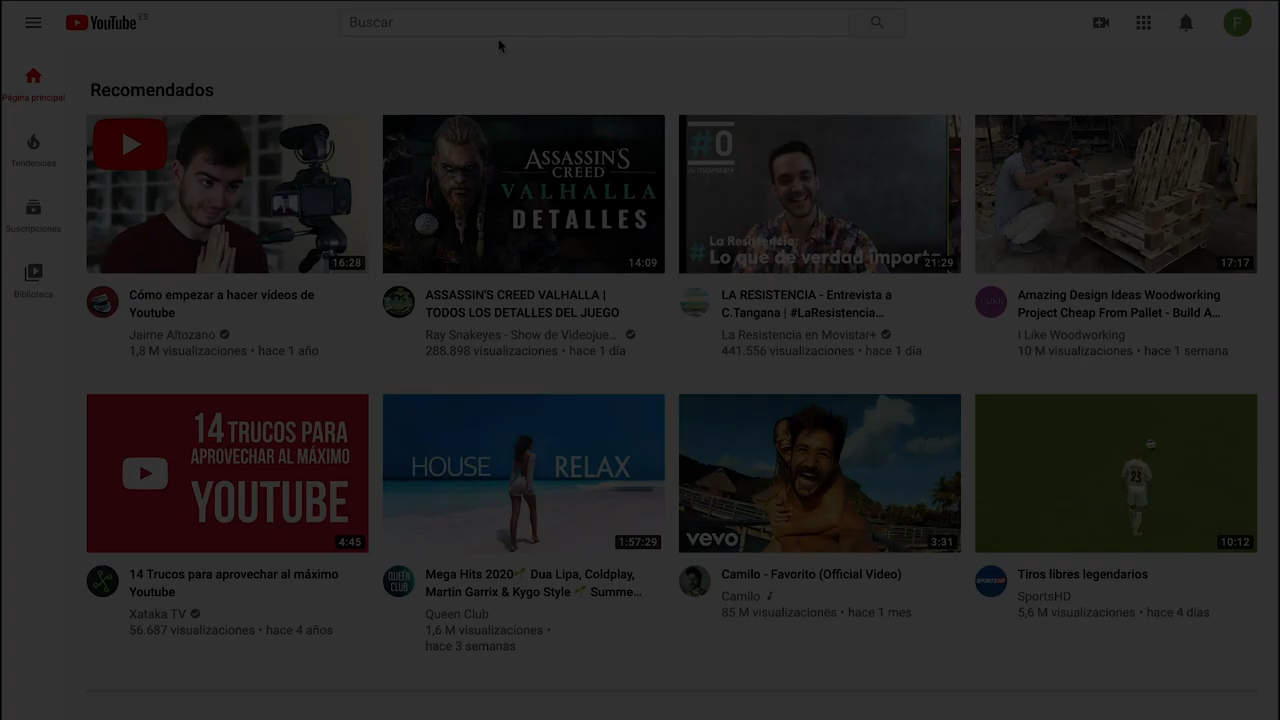 YouTube ES
Buscar
F
Página principal
Tendencias
Suscripciones
Biblioteca
Recomendados
16:28
Cómo empezar a hacer vídeos de
Youtube
Jaime Altozano
1,8 M visualizaciones • hace 1 año
ASSASSIN'S
CREED
VALHALLA
DETALLES
14:09
ASSASSIN'S CREED VALHALLA |
TODOS LOS DETALLES DEL JUEGO
Ray Snakeyes - Show de Videojue...
288.898 visualizaciones • hace 1 día
#0
de movistar+
# La Resistencia:
Lo que de verdad importa
21:29
LA RESISTENCIA - Entrevista a
C.Tangana | #LaResistencia...
La Resistencia en Movistar+
441.556 visualizaciones • hace 1 día
17:17
Amazing Design Ideas Woodworking
Project Cheap From Pallet - Build A...
I Like Woodworking
10 M visualizaciones • hace 1 semana
14 TRUCOS PARA
APROVECHAR AL MÁXIMO
YOUTUBE
4:45
14 Trucos para aprovechar al máximo
Youtube
Xataka TV
56.687 visualizaciones • hace 4 años
HOUSE RELAX
1:57:29
QUEEN
CLUB
Mega Hits 2020🌱 Dua Lipa, Coldplay,
Martin Garrix & Kygo Style 🌱 Summe...
Queen Club
1,6 M visualizaciones •
hace 3 semanas
vevo
3:31
Camilo - Favorito (Official Video)
Camilo
85 M visualizaciones • hace 1 mes
93
10:12
SPORTSHD
Tiros libres legendarios
SportsHD
5,6 M visualizaciones • hace 4 días